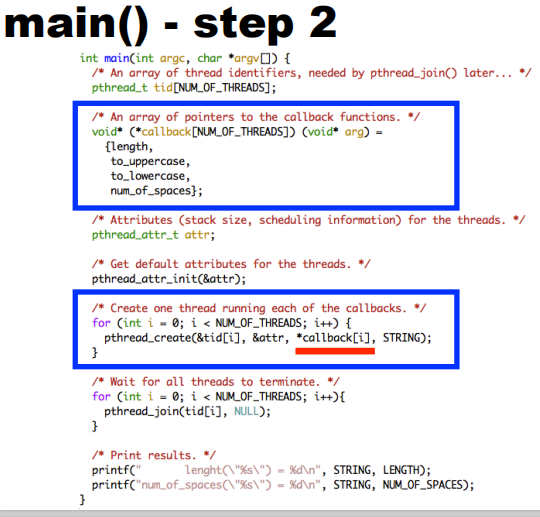 main() - step 2
int main(int argc, char *argv[]) {
/* An array of thread identifiers, needed by pthread_join() later... */
pthread_t tid[NUM_OF_THREADS];
/* An array of pointers to the callback functions. */
void* (*callback[NUM_OF_THREADS]) (void* arg) =
{length,
to_uppercase,
to_lowercase,
num_of_spaces};
/* Attributes (stack size, scheduling information) for the threads. */
pthread_attr_t attr;
/* Get default attributes for the threads. */
pthread_attr_init(&attr);
/* Create one thread running each of the callbacks. */
for (int i = 0; i < NUM_OF_THREADS; i++) {
pthread_create(&tid[i], &attr, *callback[i], STRING);
}
/* Wait for all threads to terminate. */
for (int i = 0; i < NUM_OF_THREADS; i++){
pthread_join(tid[i], NULL);
}
/* Print results. */
printf("       lenght(\"%s\") = %d\n", STRING, LENGTH);
printf("num_of_spaces(\"%s\") = %d\n", STRING, NUM_OF_SPACES);
}